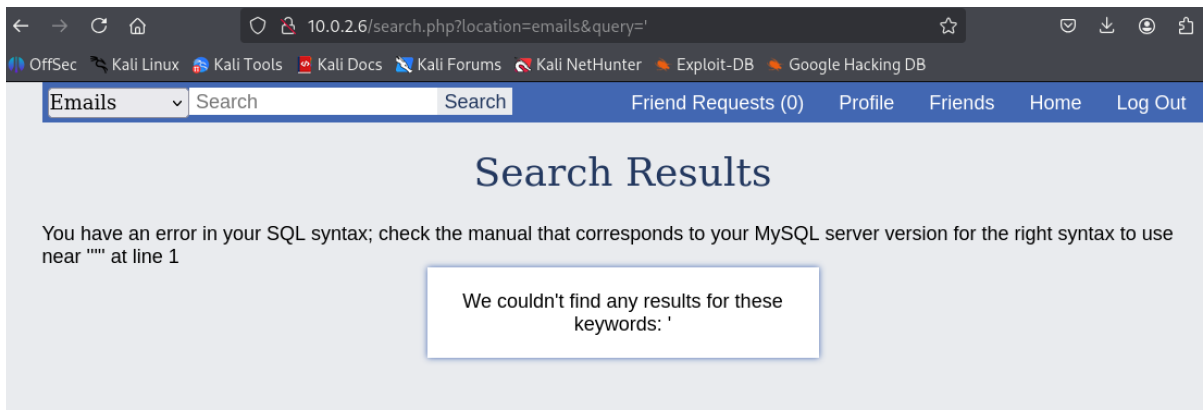 10.0.2.6/search.php?location=emails&query='
OffSec Kali Linux Kali Tools Kali Docs Kali Forums Kali NetHunter Exploit-DB Google Hacking DB
Emails Search Search Friend Requests (0) Profile Friends Home Log Out
Search Results
You have an error in your SQL syntax; check the manual that corresponds to your MySQL server version for the right syntax to use
near ''''' at line 1
We couldn't find any results for these
keywords: '